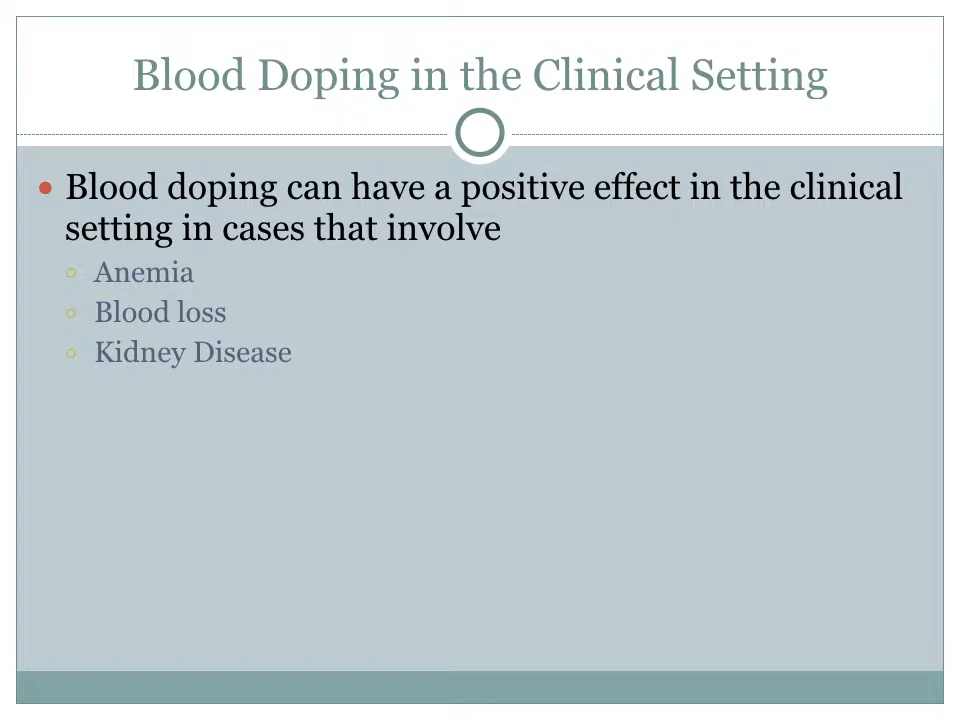 Blood Doping in the Clinical Setting
Blood doping can have a positive effect in the clinical
setting in cases that involve
Anemia
Blood loss
Kidney Disease